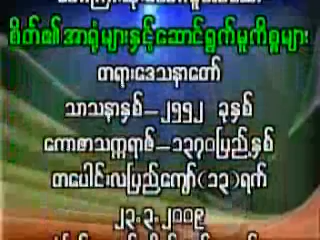 စိတ်၏အာရုံများနှင့်ဆောင်ရွက်မှုကိစ္စများ
တရားဒေသနာတော်
သာသနာနှစ်–၂၅၅၂ ခုနှစ်
ကောဇာသက္ကရာဇ်–၁၃၇၀ပြည့်နှစ်
တပေါင်းလပြည့်ကျော်(၁၃)ရက်
၂၃.၃.၂၀၀၉